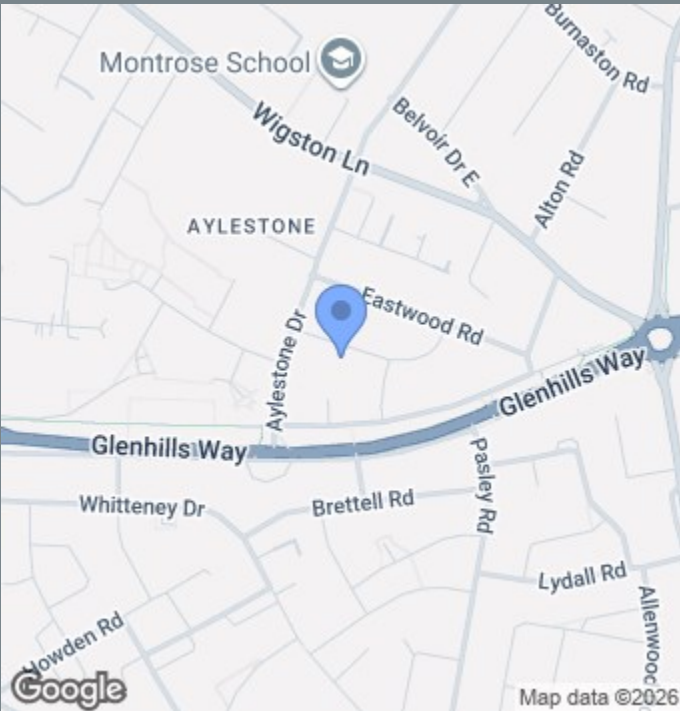 Burnaston Rd
Montrose School
Wigston Ln
Belvoir Dr E
Alton Rd
AYLESTONE
Eastwood Rd
Aylestone Dr
Glenhills Way
Glenhills Way
Pasley Rd
Whitteney Dr
Brettell Rd
Lydall Rd
Allenwood
Howden Rd
Google
Map data ©2026